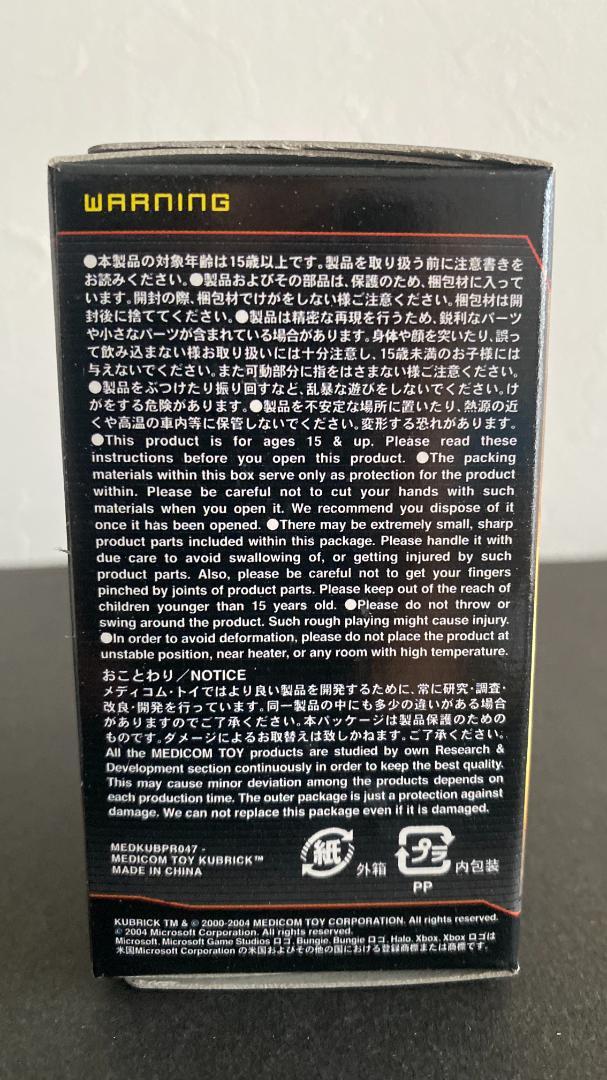 WARNING
●本製品の対象年齢は15歳以上です。製品を取り扱う前に注意書きを
お読みください。●製品およびその部品は、保護のため、梱包材に入って
います。開封の際、梱包材でけがをしない様ご注意ください。梱包材は開
封後に捨ててください。●製品は精密な再現を行うため、鋭利なパーツ
や小さなパーツが含まれている場合があります。身体や顔を突いたり、誤っ
て飲み込まない様お取り扱いには十分注意し、15歳未満のお子様には
与えないでください。また可動部分に指をはさまない様ご注意ください。
●製品をぶつけたり振り回すなど、乱暴な遊びをしないでください。け
がをする危険があります。●製品を不安定な場所に置いたり、熱源の近
くや高温の車内等に保管しないでください。変形する恐れがあります。
●This product is for ages 15 & up. Please read these
instructions before you open this product. ●The packing
materials within this box serve only as protection for the product
within. Please be careful not to cut your hands with such
materials when you open it. We recommend you dispose of it
once it has been opened. ●There may be extremely small, sharp
product parts included within this package. Please handle it with
due care to avoid swallowing of, or getting injured by such
product parts. Also, please be careful not to get your fingers
pinched by joints of product parts. Please keep out of the reach of
children younger than 15 years old. ●Please do not throw or
swing around the product. Such rough playing might cause injury.
●In order to avoid deformation, please do not place the product at
unstable position, near heater, or any room with high temperature.
おことわり/NOTICE
メディコム・トイではより良い製品を開発するために、常に研究・調査・
改良・開発を行っています。同一製品の中にも多少の違いがある場合
がありますのでご了承ください。本パッケージは製品保護のための
ものです。ダメージによるお取替えは致しかねます。ご了承ください。
All the MEDICOM TOY products are studied by own Research &
Development section continuously in order to keep the best quality.
This may cause minor deviation among the products depends on
each production time. The outer package is just a protection against
damage. We can not replace this package even if it is damaged.
MEDKUBPR047 -
MEDICOM TOY KUBRICK™
MADE IN CHINA
紙 外箱
プラ 内包装
PP
KUBRICK TM & © 2000-2004 MEDICOM TOY CORPORATION. All rights reserved.
© 2004 Microsoft Corporation. All rights reserved.
Microsoft, Microsoft Game Studios ロゴ, Bungie, Bungie ロゴ, Halo, Xbox, Xbox ロゴは
米国Microsoft Corporation の米国およびその他の国における登録商標または商標です。